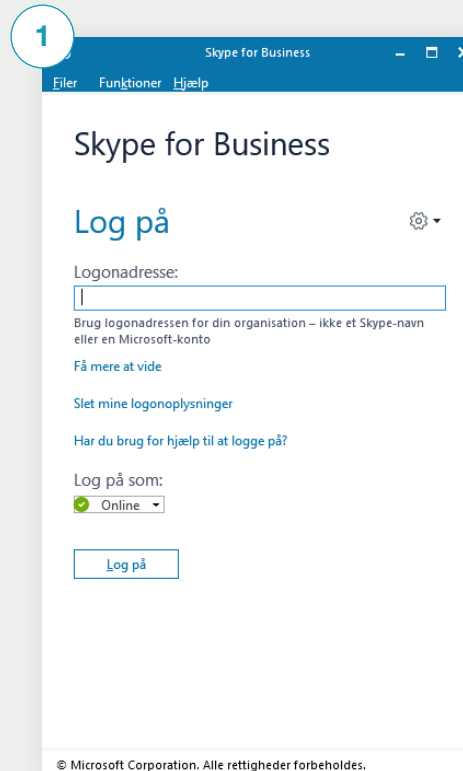 1
Skype for Business
Filer Funktioner Hjælp
Skype for Business
Log på
Logonadresse:
Brug logonadressen for din organisation – ikke et Skype-navn
eller en Microsoft-konto
Få mere at vide
Slet mine logonoplysninger
Har du brug for hjælp til at logge på?
Log på som:
Online
Log på
© Microsoft Corporation. Alle rettigheder forbeholdes.